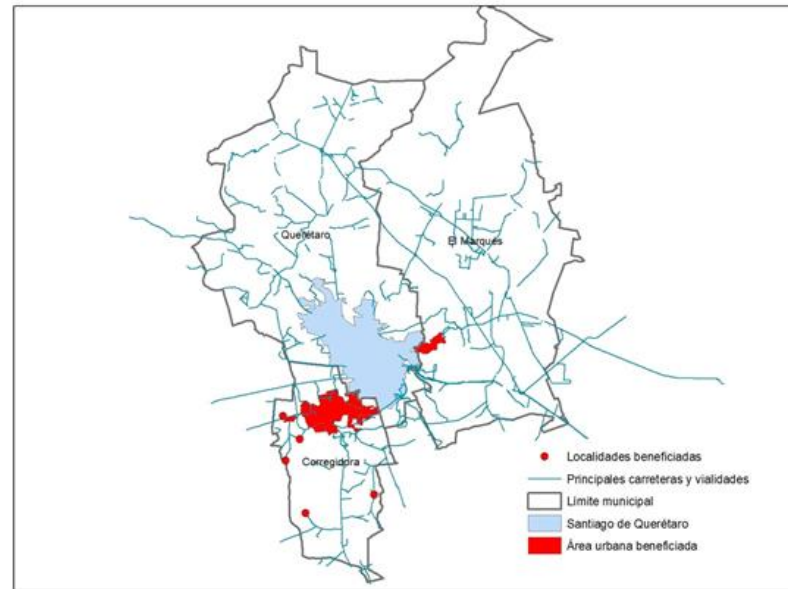 Querétaro
El Marqués
Corregidora
Localidades beneficiadas
Principales carreteras y vialidades
Límite municipal
Santiago de Querétaro
Área urbana beneficiada